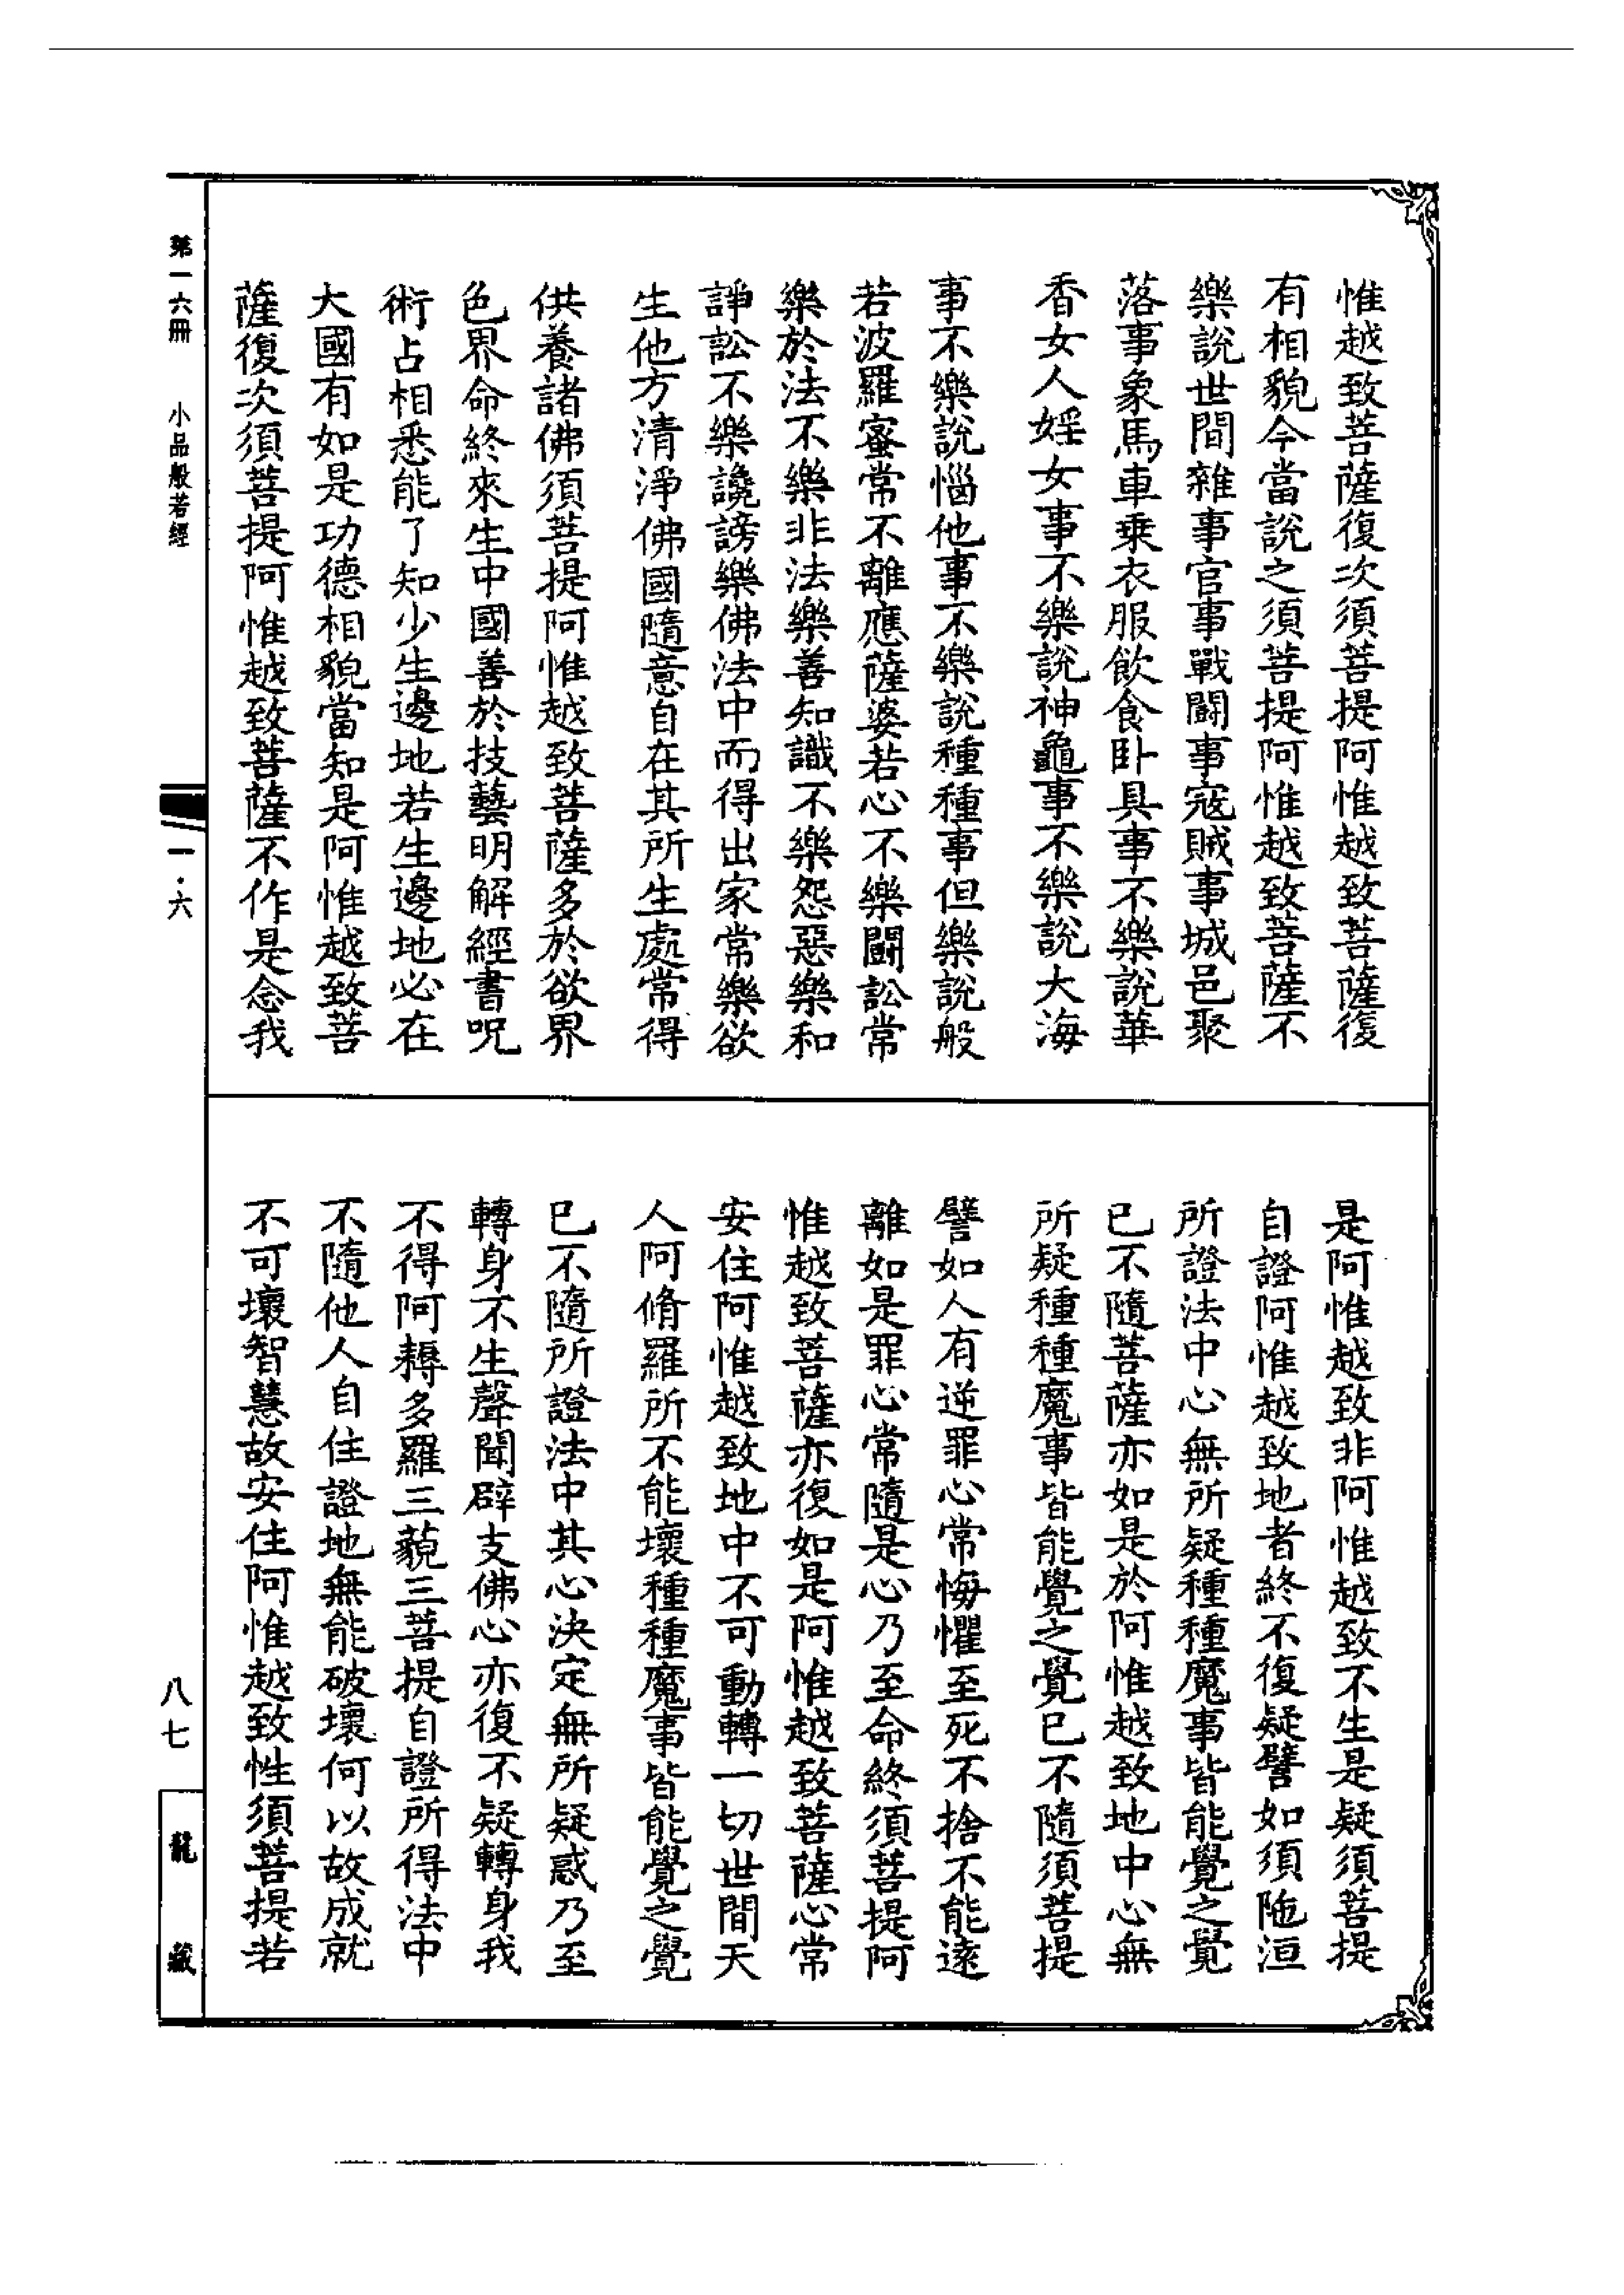 惟越致菩薩復次須菩提阿惟越致菩薩復
有相貌今當說之須菩提阿惟越致菩薩不
樂說世間雜事官事戰鬪事寇賊事城邑聚
落事象馬車乗衣服飲食卧具事不樂說華
香女人婬女事不樂說神龜事不樂說大海
事不樂說惱他事不樂說種種事但樂說般
若波羅蜜常不離應薩婆若心不樂鬪訟常
樂於法不樂非法樂善知識不樂怨惡樂和
諍訟不樂讒謗樂佛法中而得出家常樂欲
生他方清淨佛國隨意自在其所生處常得
供養諸佛須菩提阿惟越致菩薩多於欲界
色界命終來生中國善於技藝明解經書呪
術占相悉能了知少生邊地若生邊地必在
大國有如是功德相貌當知是阿惟越致菩
薩復次須菩提阿惟越致菩薩不作是念我
是阿惟越致非阿惟越致不生是疑須菩提
自證阿惟越致地者終不復疑譬如須陁洹
所證法中心無所疑種種魔事皆能覺之覺
已不隨菩薩亦如是於阿惟越致地中心無
所疑種種魔事皆能覺之覺已不隨須菩提
譬如人有逆罪心常悔懼至死不捨不能遠
離如是罪心常隨是心乃至命終須菩提阿
惟越致菩薩亦復如是阿惟越致菩薩心常
安住阿惟越致地中不可動轉一切世間天
人阿脩羅所不能壞種種魔事皆能覺之覺
已不隨所證法中其心決定無所疑惑乃至
轉身不生聲聞辟支佛心亦復不疑轉身我
不得阿耨多羅三藐三菩提自證所得法中
不隨他人自住證地無能破壞何以故成就
不可壞智慧故安住阿惟越致性須菩提若
第一六冊 小品般若經
一·六
八七
龍藏